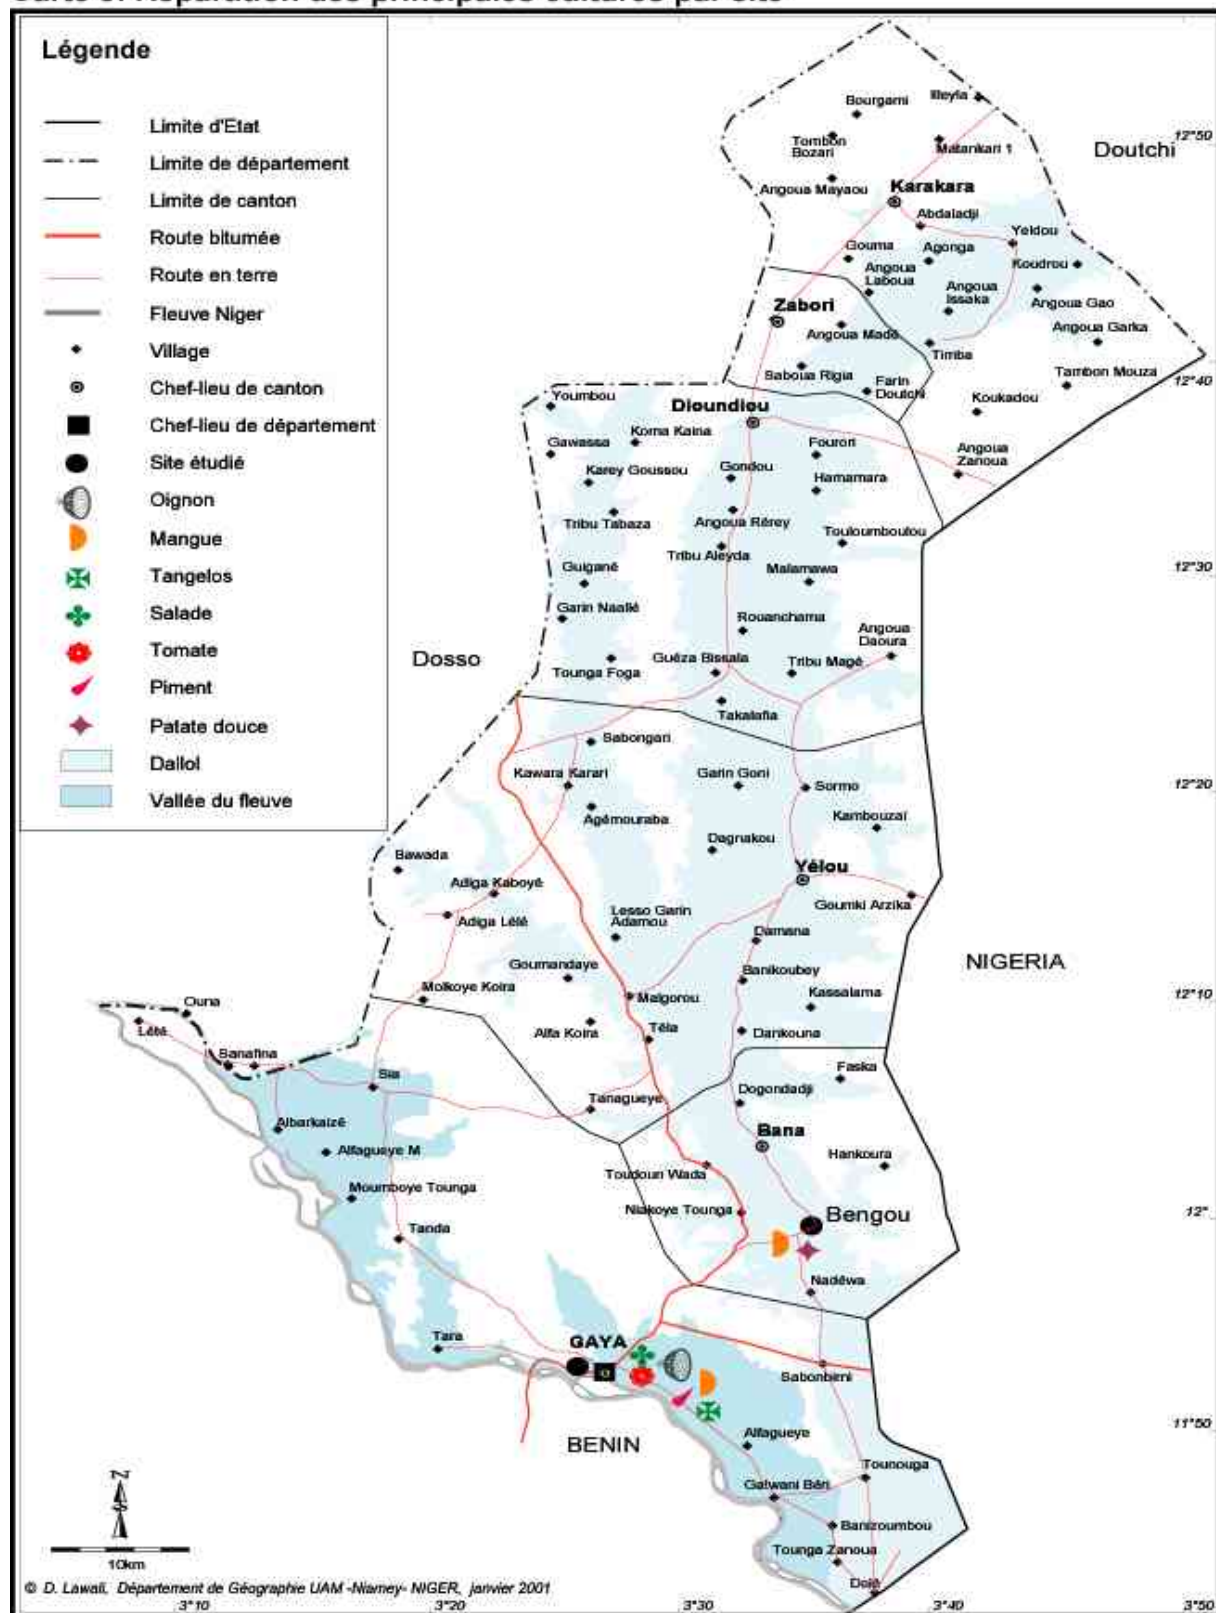 Légende
Limite d'Etat
Limite de département
Limite de canton
Route bitumée
Route en terre
Fleuve Niger
Village
Chef-lieu de canton
Chef-lieu de département
Site étudié
Oignon
Mangue
Tangelos
Salade
Tomate
Piment
Patate douce
Dallol
Vallée du fleuve
Bourgami
Illeyla
Tombon
Bozari
Matankari 1
Doutchi
12°50
Angoua Mayaou
Karakara
Abdaladji
Yeldou
Gouma
Agonga
Koudrou
Angoua
Laboua
Angoua
Issaka
Angoua Gao
Zabori
Angoua Madé
Angoua Garka
Timba
Saboua Rigia
Farin
Doutchi
Tambon Mouza
12°40
Youmbou
Dioundiou
Koukadou
Koma Kaina
Gawassa
Fourori
Angoua
Zanoua
Karey Goussou
Gondou
Hamamara
Tribu Tabaza
Angoua Rérey
Touloumboulou
Tribu Aleyda
Guigané
Malamawa
12°30
Garin Naallé
Rouanchama
Angoua
Daoura
Dosso
Tounga Foga
Guéza Bissala
Tribu Magé
Takalafia
Sabongari
Kawara Karari
Garin Goni
Sormo
12°20
Agémouraba
Kambouzaï
Dagnakou
Bawada
Yélou
Adiga Kaboyé
Goumki Arzika
Adiga Lélé
Lesso Garin
Adamou
Damana
Goumandaye
Banikoubey
NIGERIA
Molkoye Koira
Malgorou
Kassalama
12°10
Ouna
Lété
Alfa Koira
Téla
Dankouna
Sanafina
Sia
Faska
Tanagueye
Dogondadji
Albarkaizé
Bana
Alfagueye M
Hankoura
Toudoun Wada
Moumboye Tounga
Niakoye Tounga
Bengou
12°
Tanda
Nadéwa
Tara
GAYA
Sabonbirni
BENIN
Alfagueye
11°50
Tounouga
Gatwani Béri
Banizoumbou
Tounga Zanoua
Dolé
N
10km
© D. Lawali, Département de Géographie UAM -Niamey- NIGER, janvier 2001
3°10
3°20
3°30
3°40
3°50